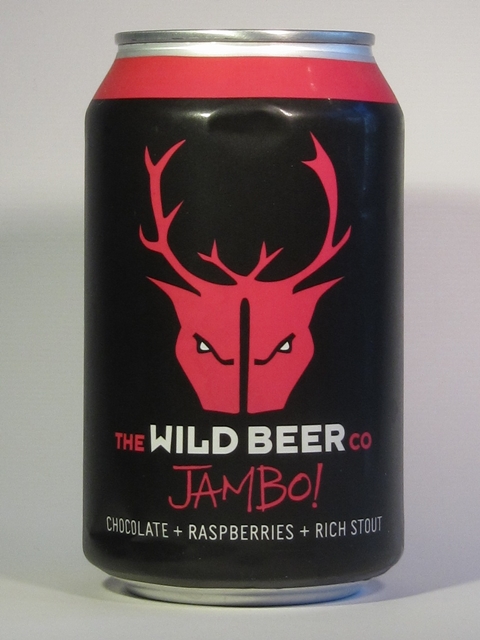 THE WILD BEER CO
JAMBO!
CHOCOLATE + RASPBERRIES + RICH STOUT